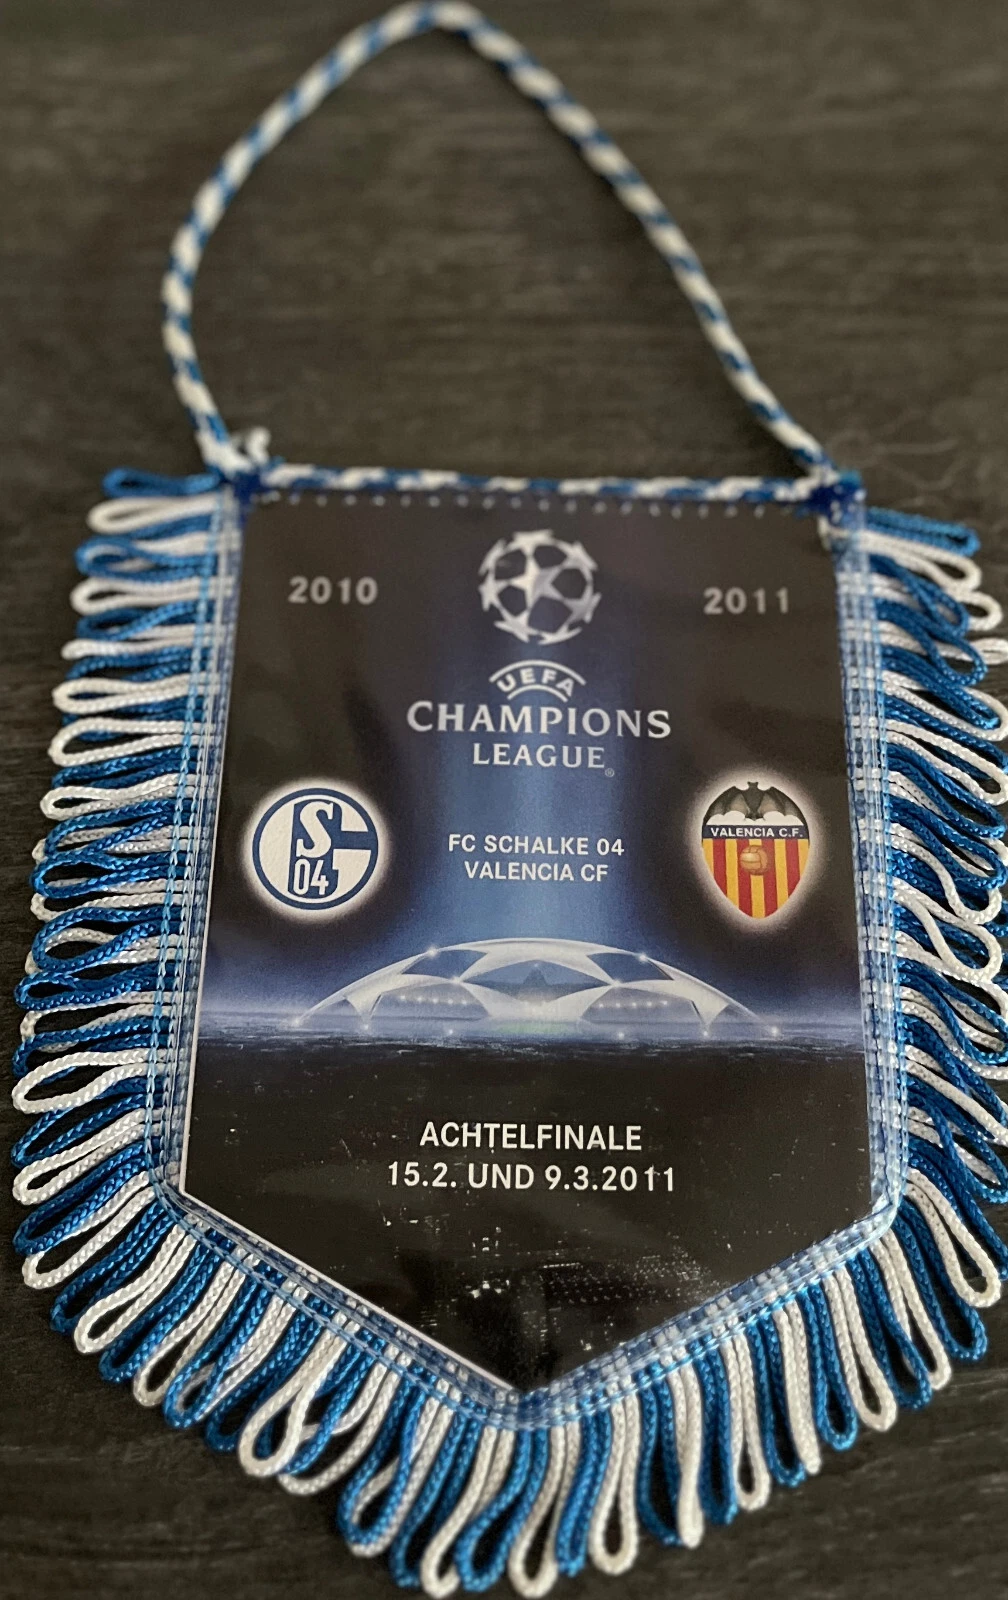 2010
2011
UEFA
CHAMPIONS
LEAGUE®
S
04
FC SCHALKE 04
VALENCIA CF
VALENCIA C.F.
ACHTELFINALE
15.2. UND 9.3.2011